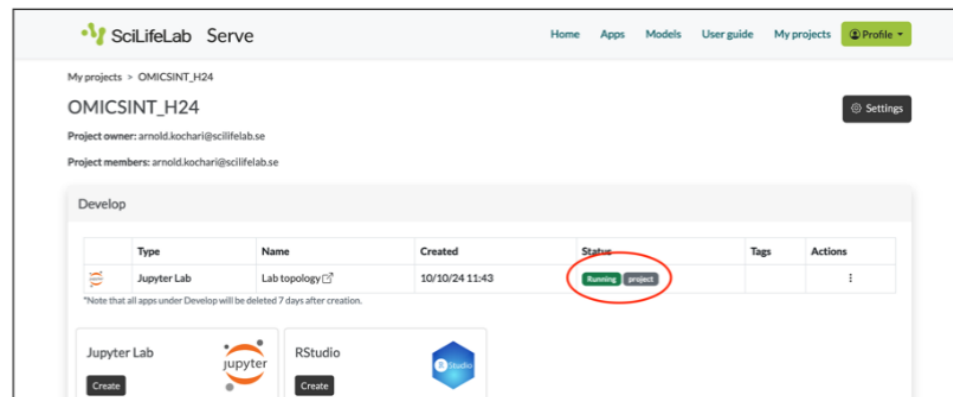 SciLifeLab Serve
Home Apps Models User guide My projects Profile
My projects > OMICSINT_H24
OMICSINT_H24
Settings
Project owner: arnold.kochari@scilifelab.se
Project members: arnold.kochari@scilifelab.se
Develop
Type Name Created Status Tags Actions
Jupyter Lab Lab topology 10/10/24 11:43 Running project
*Note that all apps under Develop will be deleted 7 days after creation.
Jupyter Lab jupyter RStudio R Studio
Create Create